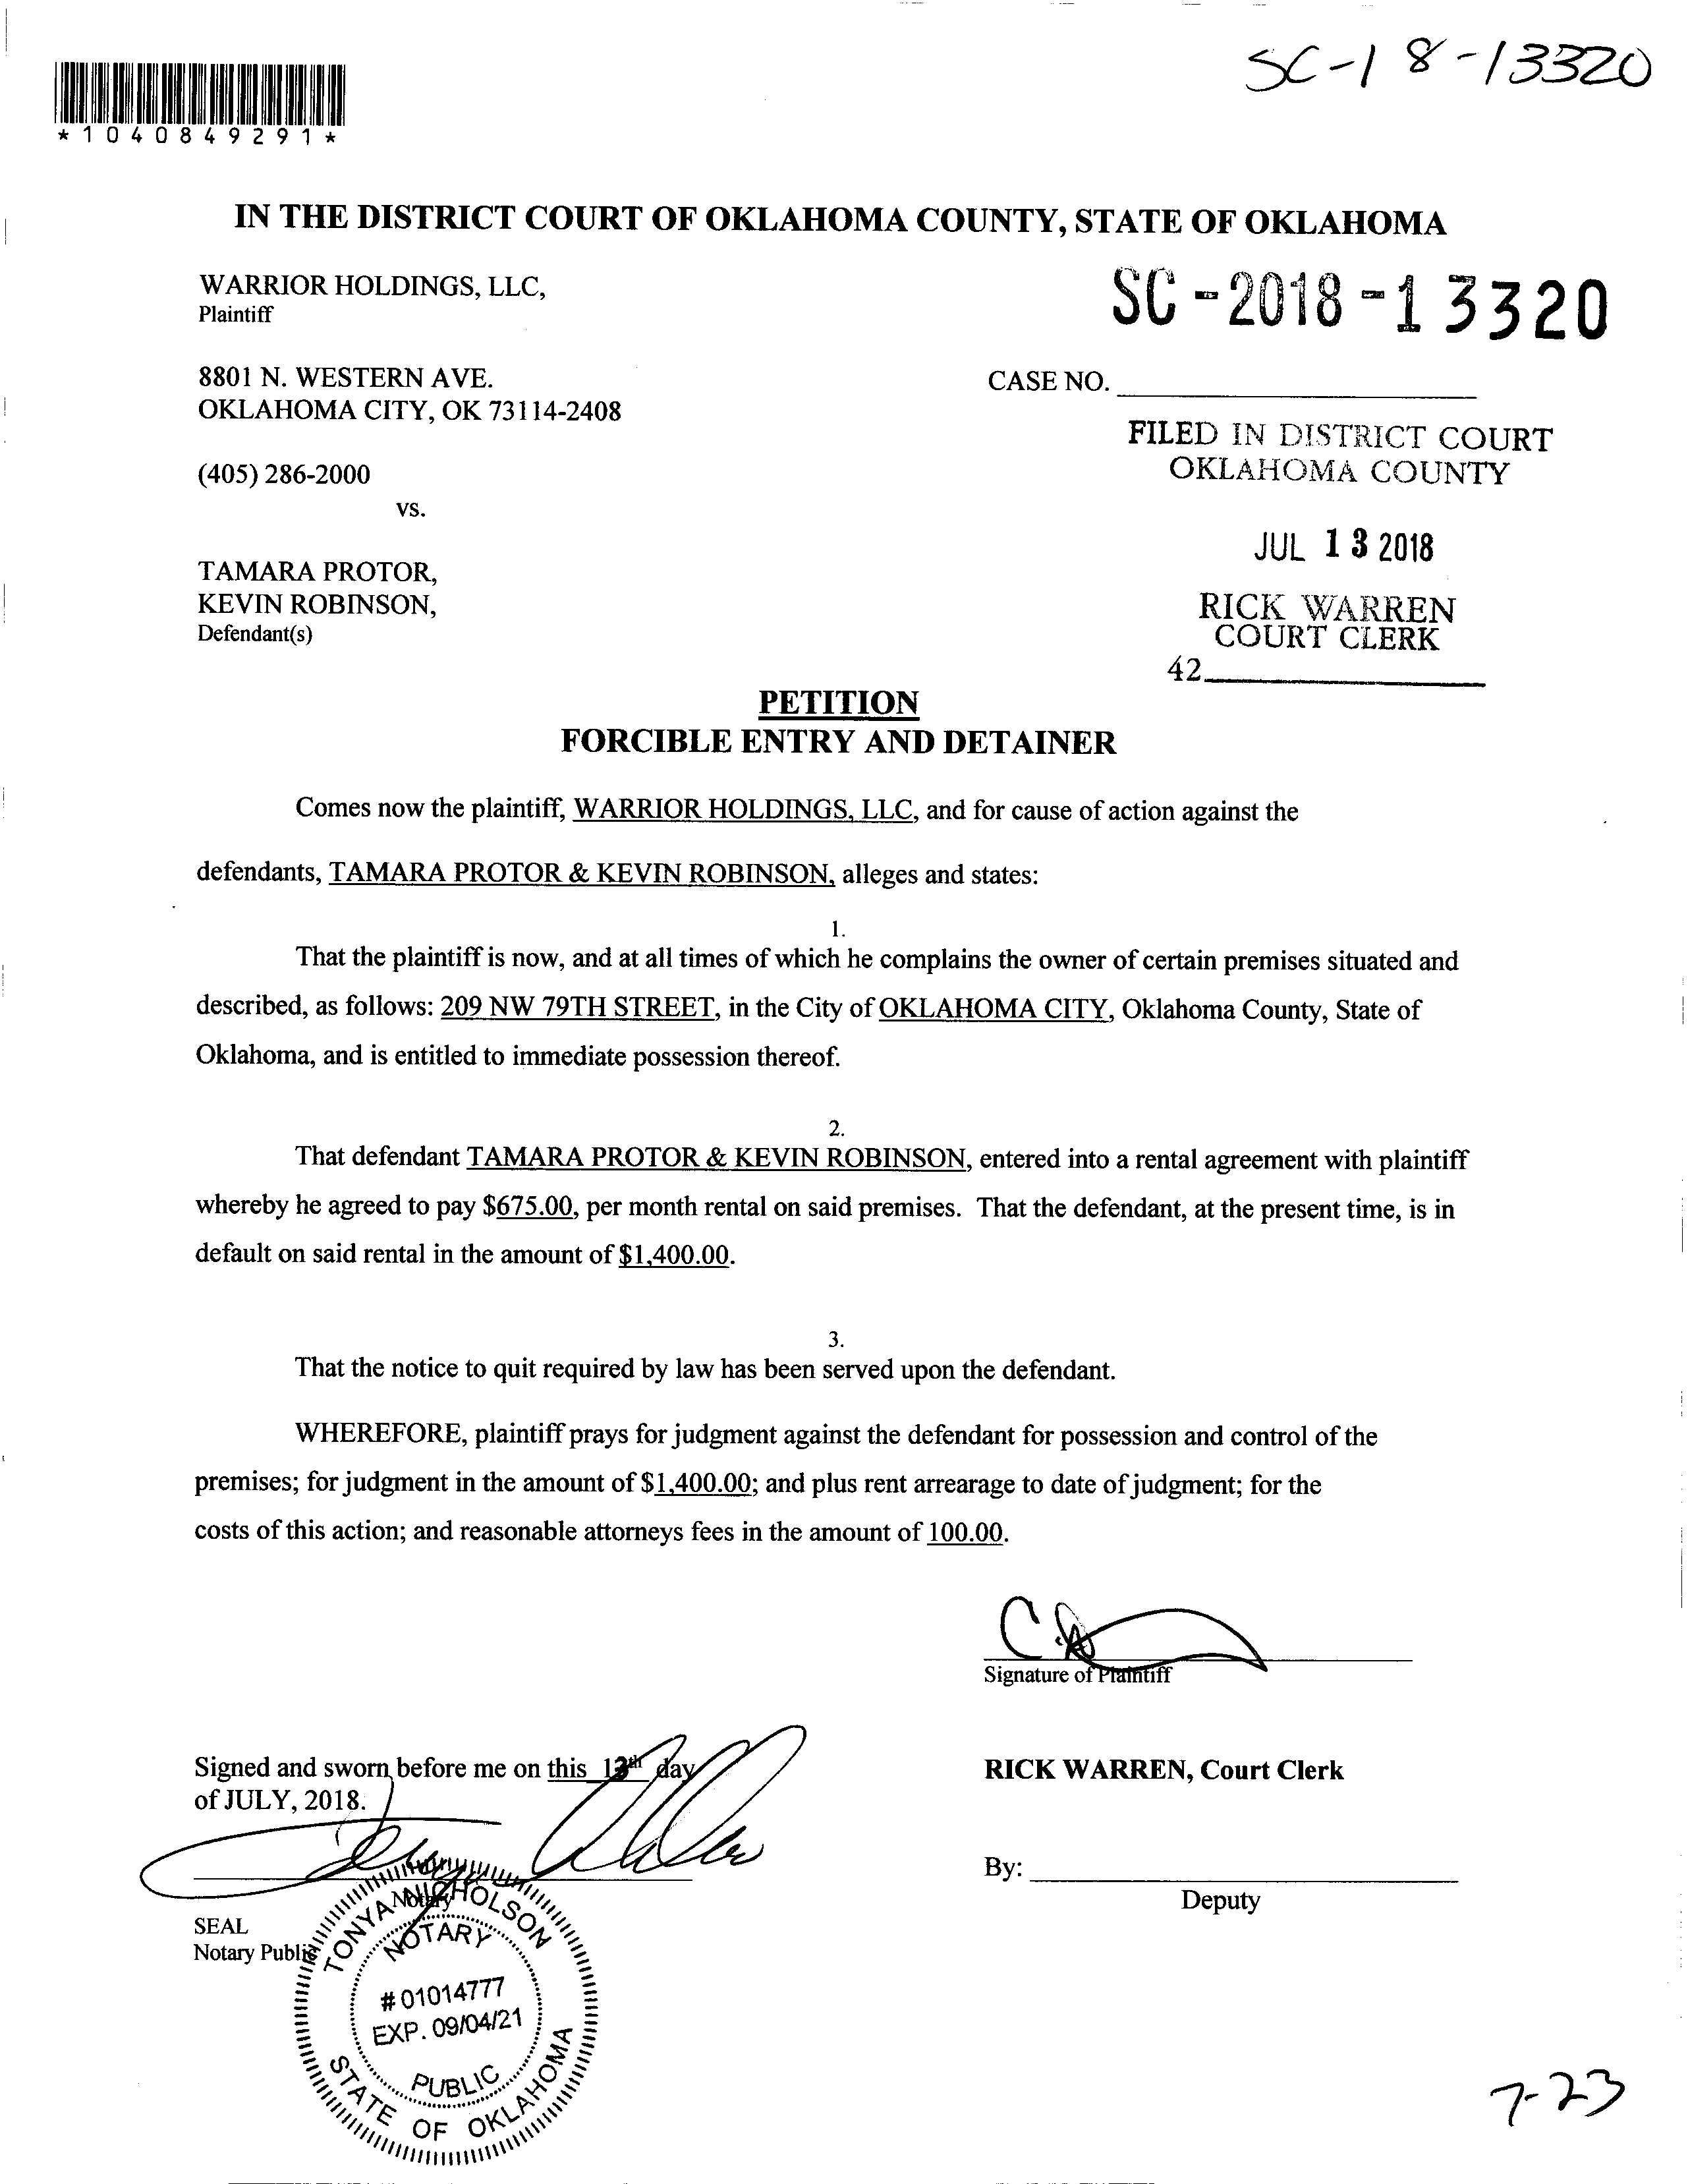 SC-18-13320
*1040849291*
IN THE DISTRICT COURT OF OKLAHOMA COUNTY, STATE OF OKLAHOMA
WARRIOR HOLDINGS, LLC,
Plaintiff
SC-2018-13320
8801 N. WESTERN AVE.
OKLAHOMA CITY, OK 73114-2408
CASE NO.
(405) 286-2000
vs.
FILED IN DISTRICT COURT
OKLAHOMA COUNTY
JUL 13 2018
RICK WARREN
COURT CLERK
42
TAMARA PROTOR,
KEVIN ROBINSON,
Defendant(s)
PETITION
FORCIBLE ENTRY AND DETAINER
Comes now the plaintiff, WARRIOR HOLDINGS, LLC, and for cause of action against the
defendants, TAMARA PROTOR & KEVIN ROBINSON, alleges and states:
1.
That the plaintiff is now, and at all times of which he complains the owner of certain premises situated and
described, as follows: 209 NW 79TH STREET, in the City of OKLAHOMA CITY, Oklahoma County, State of
Oklahoma, and is entitled to immediate possession thereof.
2.
That defendant TAMARA PROTOR & KEVIN ROBINSON, entered into a rental agreement with plaintiff
whereby he agreed to pay $675.00, per month rental on said premises. That the defendant, at the present time, is in
default on said rental in the amount of $1,400.00.
3.
That the notice to quit required by law has been served upon the defendant.
WHEREFORE, plaintiff prays for judgment against the defendant for possession and control of the
premises; for judgment in the amount of $1,400.00; and plus rent arrearage to date of judgment; for the
costs of this action; and reasonable attorneys fees in the amount of 100.00.
Signature of Plaintiff
Signed and sworn before me on this 13th day
of JULY, 2018.
Notary
SEAL
Notary Public
RICK WARREN, Court Clerk
By:
Deputy
TONYA NICHOLSON
NOTARY
#01014777
EXP. 09/04/21
PUBLIC
STATE OF OKLAHOMA
7-23